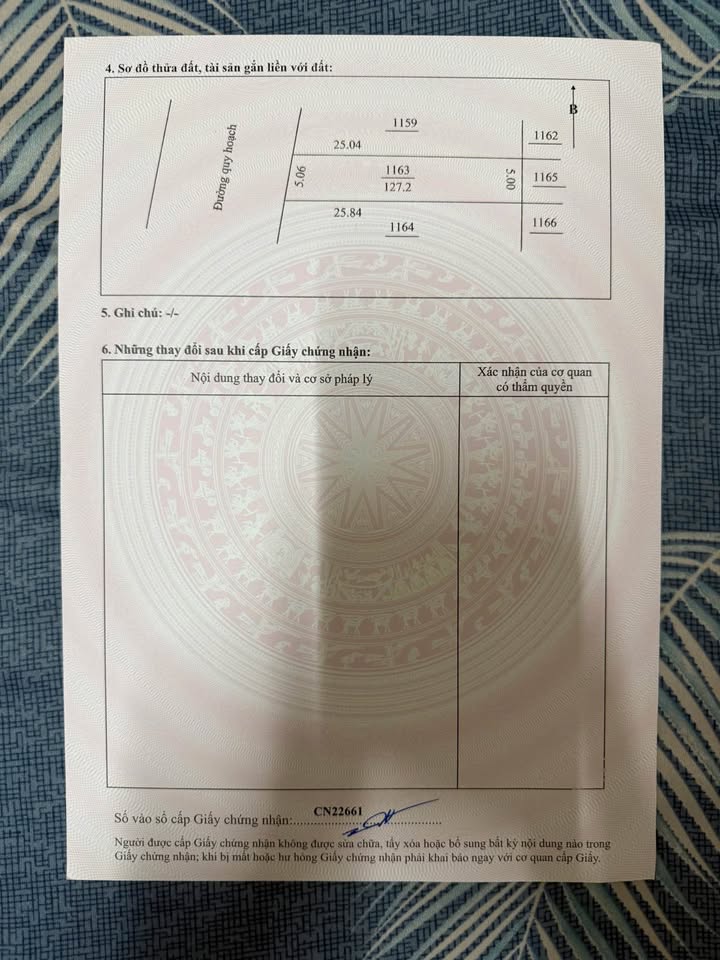 4. Sơ đồ thửa đất, tài sản gắn liền với đất:
B
1159
1162
25.04
Đường quy hoạch
5.06
1163
127.2
5.00
1165
25.84
1164
1166
5. Ghi chú: -/-
6. Những thay đổi sau khi cấp Giấy chứng nhận:
Nội dung thay đổi và cơ sở pháp lý
Xác nhận của cơ quan
có thẩm quyền
Số vào sổ cấp Giấy chứng nhận:....CN22661....
Người được cấp Giấy chứng nhận không được sửa chữa, tẩy xóa hoặc bổ sung bất kỳ nội dung nào trong
Giấy chứng nhận; khi bị mất hoặc hư hỏng Giấy chứng nhận phải khai báo ngay với cơ quan cấp Giấy.